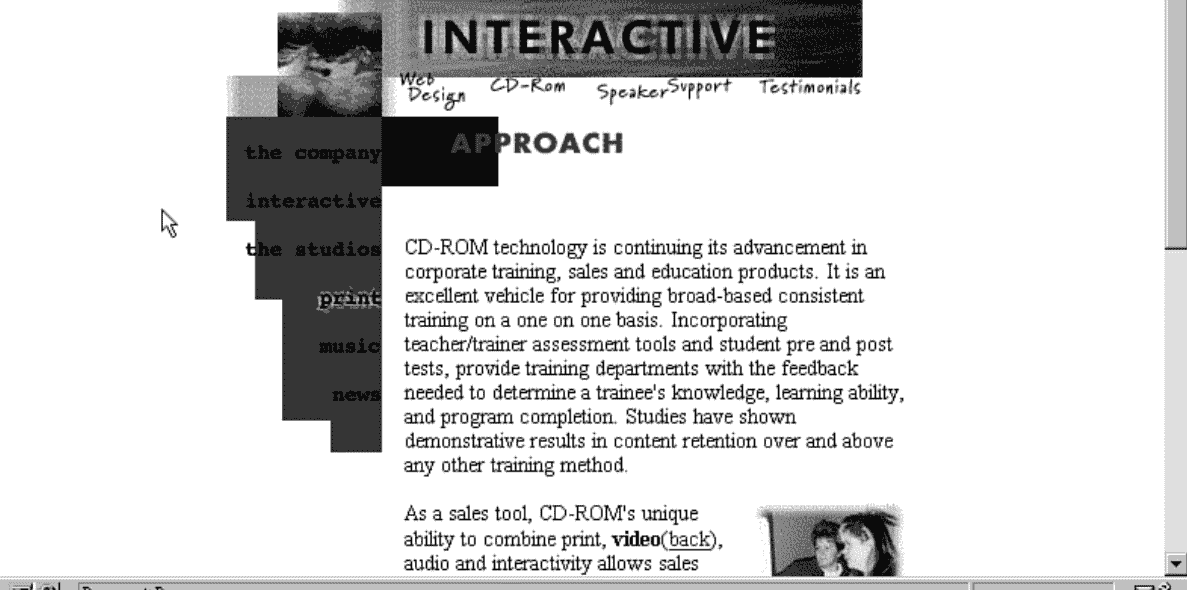 INTERACTIVE
Web Design
CD-Rom
Speaker Support
Testimonials
APPROACH
the company
interactive
the studios
print
music
news
CD-ROM technology is continuing its advancement in
corporate training, sales and education products. It is an
excellent vehicle for providing broad-based consistent
training on a one on one basis. Incorporating
teacher/trainer assessment tools and student pre and post
tests, provide training departments with the feedback
needed to determine a trainee's knowledge, learning ability,
and program completion. Studies have shown
demonstrative results in content retention over and above
any other training method.
As a sales tool, CD-ROM's unique
ability to combine print, video(back),
audio and interactivity allows sales